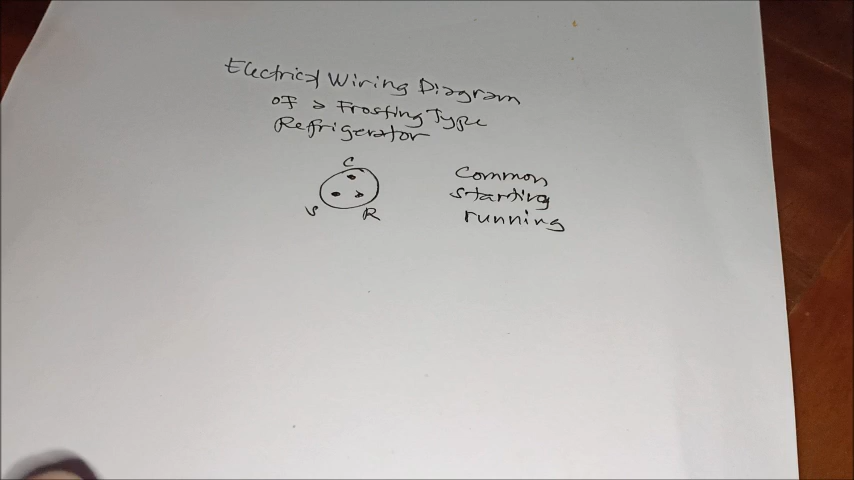 Electrical Wiring Diagram
of a Frosting Type
Refrigerator
C
S R
Common
starting
running